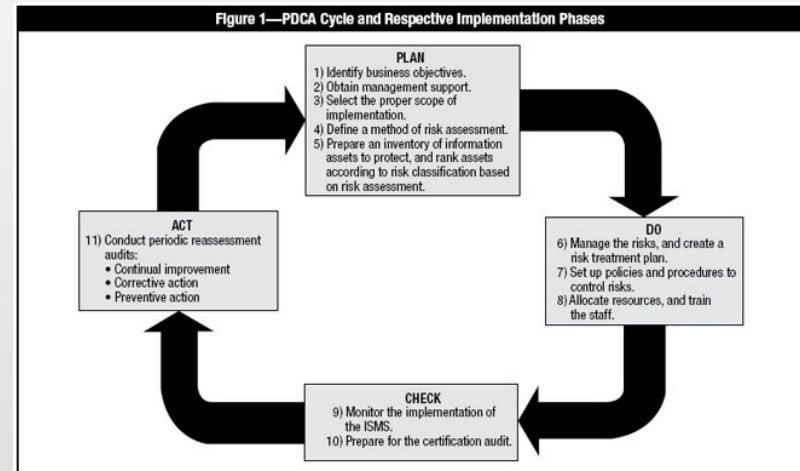 Figure 1—PDCA Cycle and Respective Implementation Phases
PLAN
1) Identify business objectives.
2) Obtain management support.
3) Select the proper scope of
implementation.
4) Define a method of risk assessment.
5) Prepare an inventory of information
assets to protect, and rank assets
according to risk classification based
on risk assessment.
DO
6) Manage the risks, and create a
risk treatment plan.
7) Set up policies and procedures to
control risks.
8) Allocate resources, and train
the staff.
CHECK
9) Monitor the implementation of
the ISMS.
10) Prepare for the certification audit.
ACT
11) Conduct periodic reassessment
audits:
• Continual improvement
• Corrective action
• Preventive action